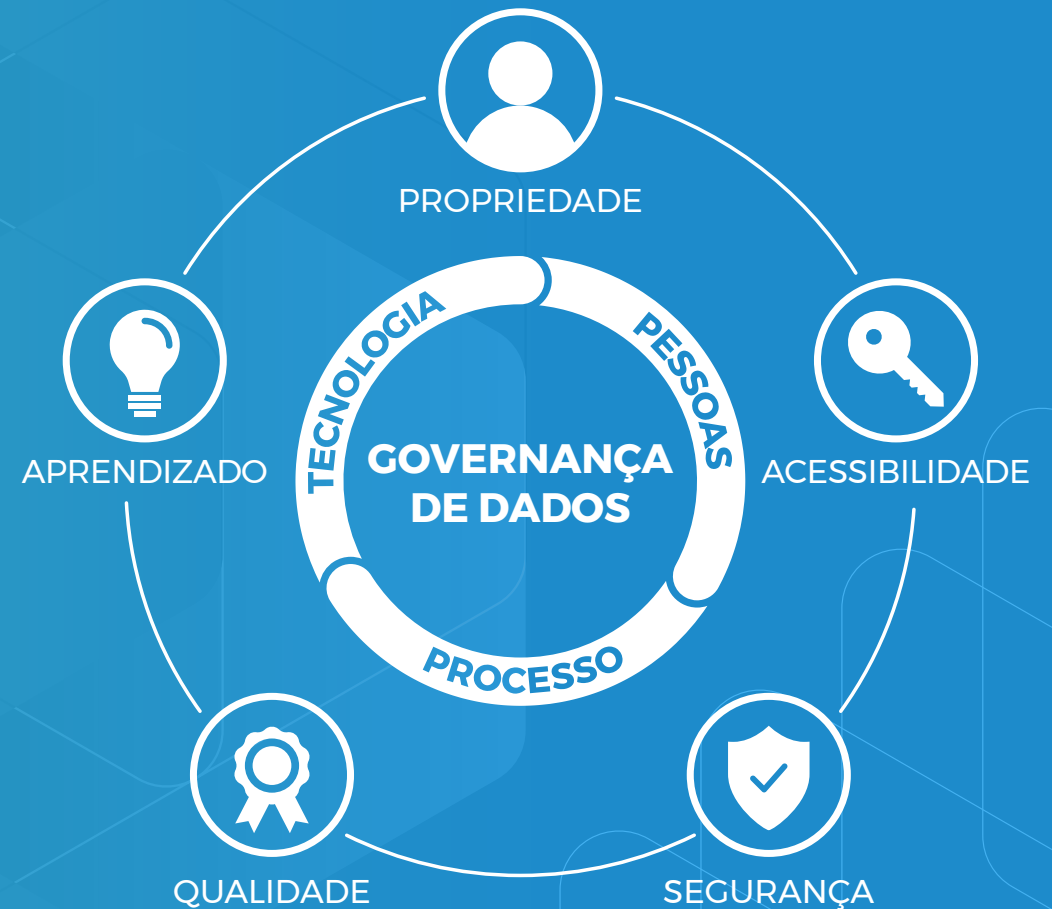 PROPRIEDADE
TECNOLOGIA
PESSOAS
GOVERNANÇA
DE DADOS
APRENDIZADO
ACESSIBILIDADE
PROCESSO
QUALIDADE
SEGURANÇA